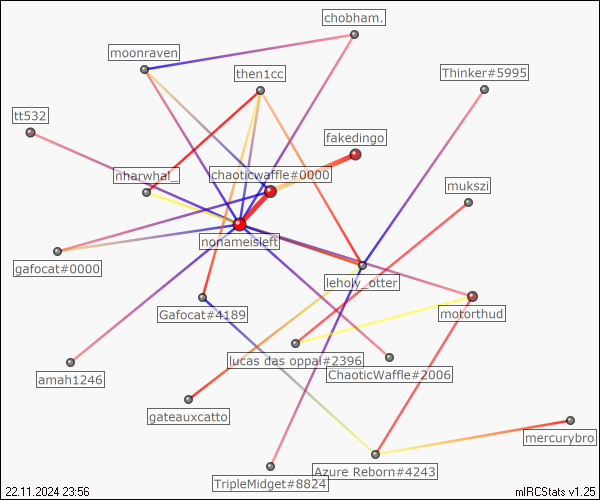 chobham.
moonraven
then1cc
Thinker#5995
tt532
fakedingo
nharwhal_
chaoticwaffle#0000
mukszi
nonameisleft
gafocat#0000
leholy_otter
Gafocat#4189
motorthud
lucas das oppai#2396
ChaoticWaffle#2006
amah1246
gateauxcatto
mercurybro
Azure Reborn#4243
TripleMidget#8824
22.11.2024 23:56
mIRCStats v1.25